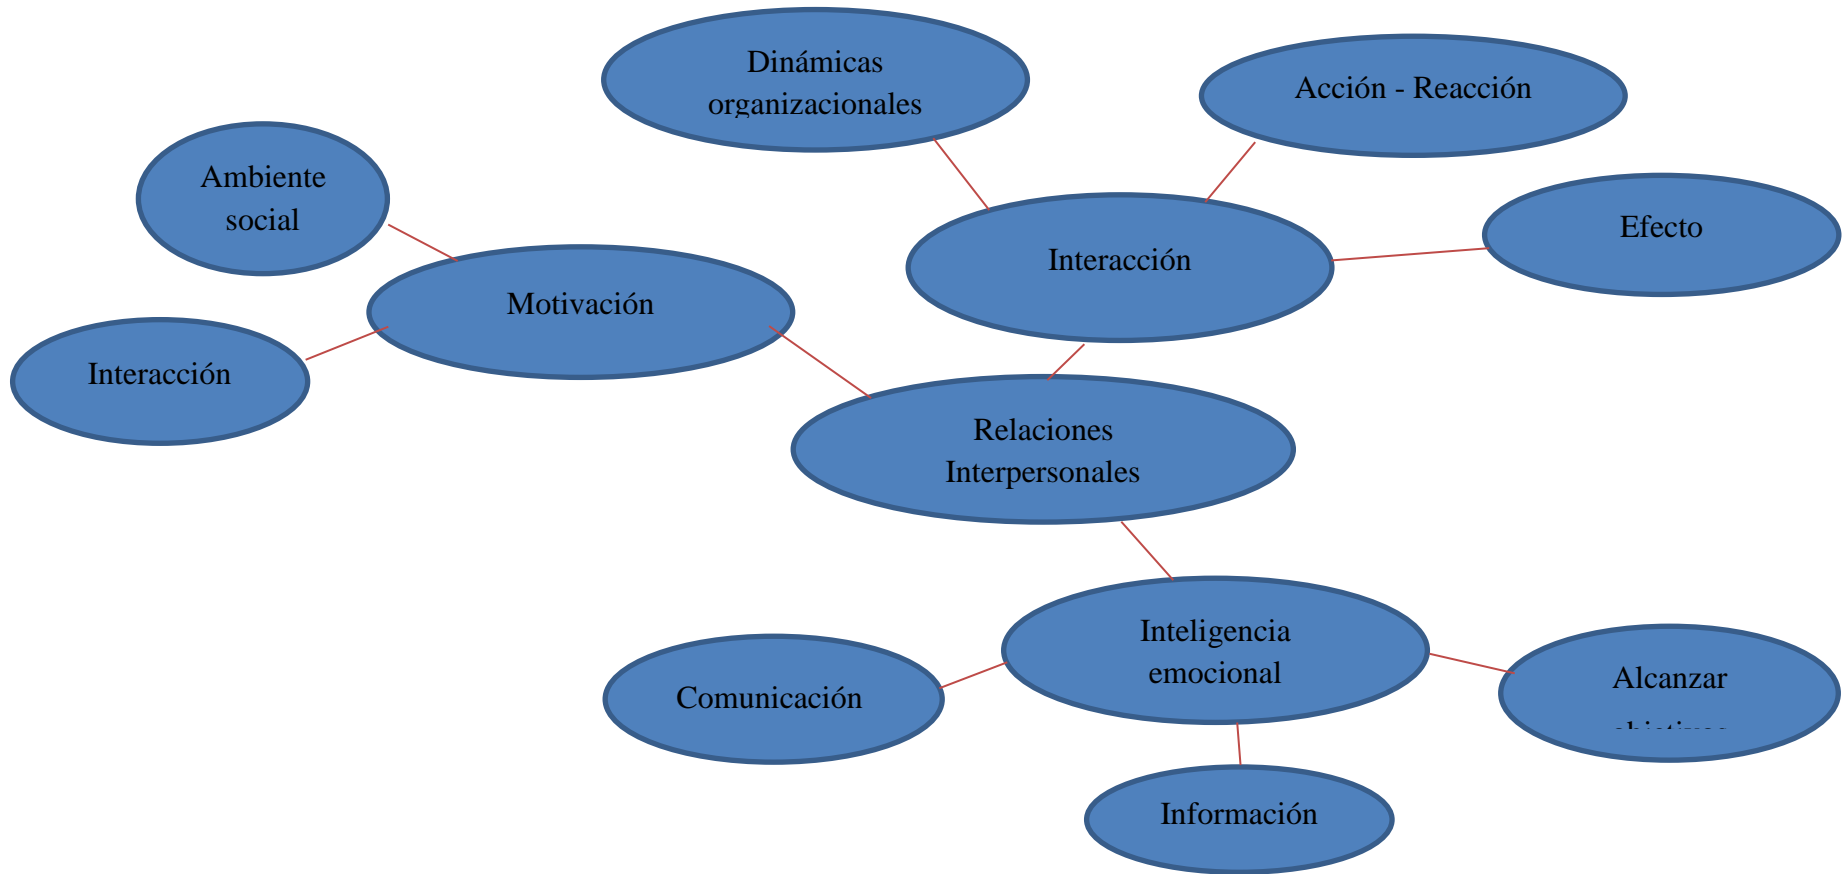 Dinámicas
organizacionales
Acción - Reacción
Ambiente
social
Efecto
Interacción
Motivación
Interacción
Relaciones
Interpersonales
Inteligencia
emocional
Comunicación
Alcanzar
Información